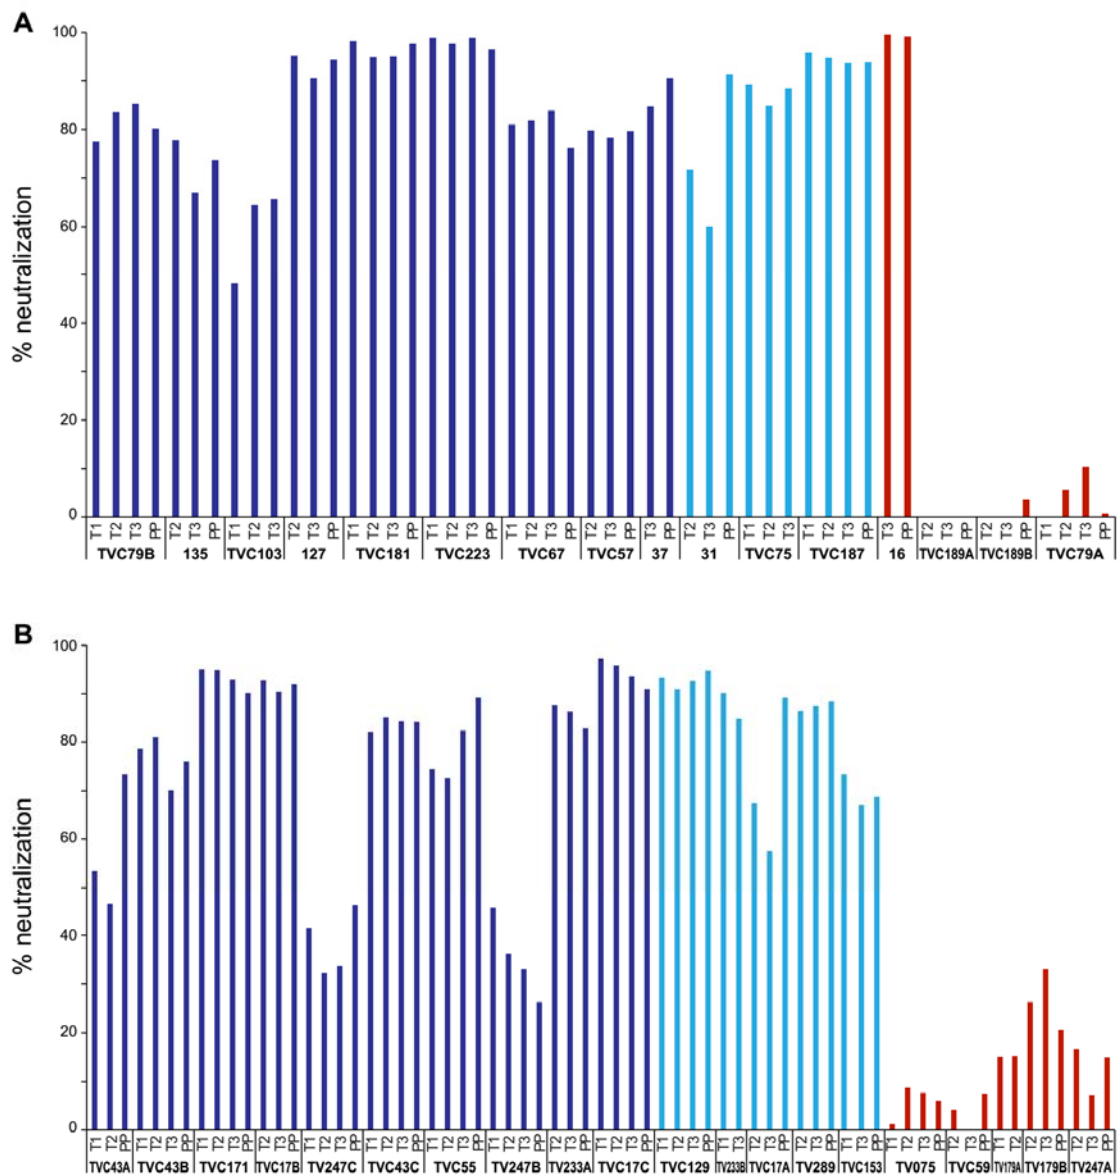 A
100
80
60
40
20
0
% neutralization
T1 T2 T3 PP T2 T3 PP T1 T2 T3 T2 T3 PP T1 T2 T3 PP T1 T2 T3 PP T1 T2 T3 PP T2 T3 PP T3 PP T2 T3 PP T1 T2 T3 T1 T2 T3 PP T3 PP T2 T3 PP T2 T3 PP T1 T2 T3 PP
TVC79B 135 TVC103 127 TVC181 TVC223 TVC67 TVC57 37 31 TVC75 TVC187 16 TVC189A TVC189B TVC79A
B
100
80
60
40
20
0
% neutralization
T1 T2 PP T1 T2 T3 PP T1 T2 T3 PP T2 T3 PP T1 T2 T3 PP T1 T2 T3 PP T1 T2 T3 PP T1 T2 T3 PP T2 T3 PP T1 T2 T3 PP T1 T2 T3 PP T1 T3 T2 T3 PP T1 T2 T3 PP T1 T3 PP T1 T2 T3 PP T2 T3 PP T1 T2 T2 T3 PP T2 T3 PP
TVC43A TVC43B TVC171 TVC17B TV247C TVC43C TVC55 TV247B TV233A TVC17C TVC129 TV233B TVC17A TV289 TVC153 TV075 TVC59 TV179A TV179B TV247A